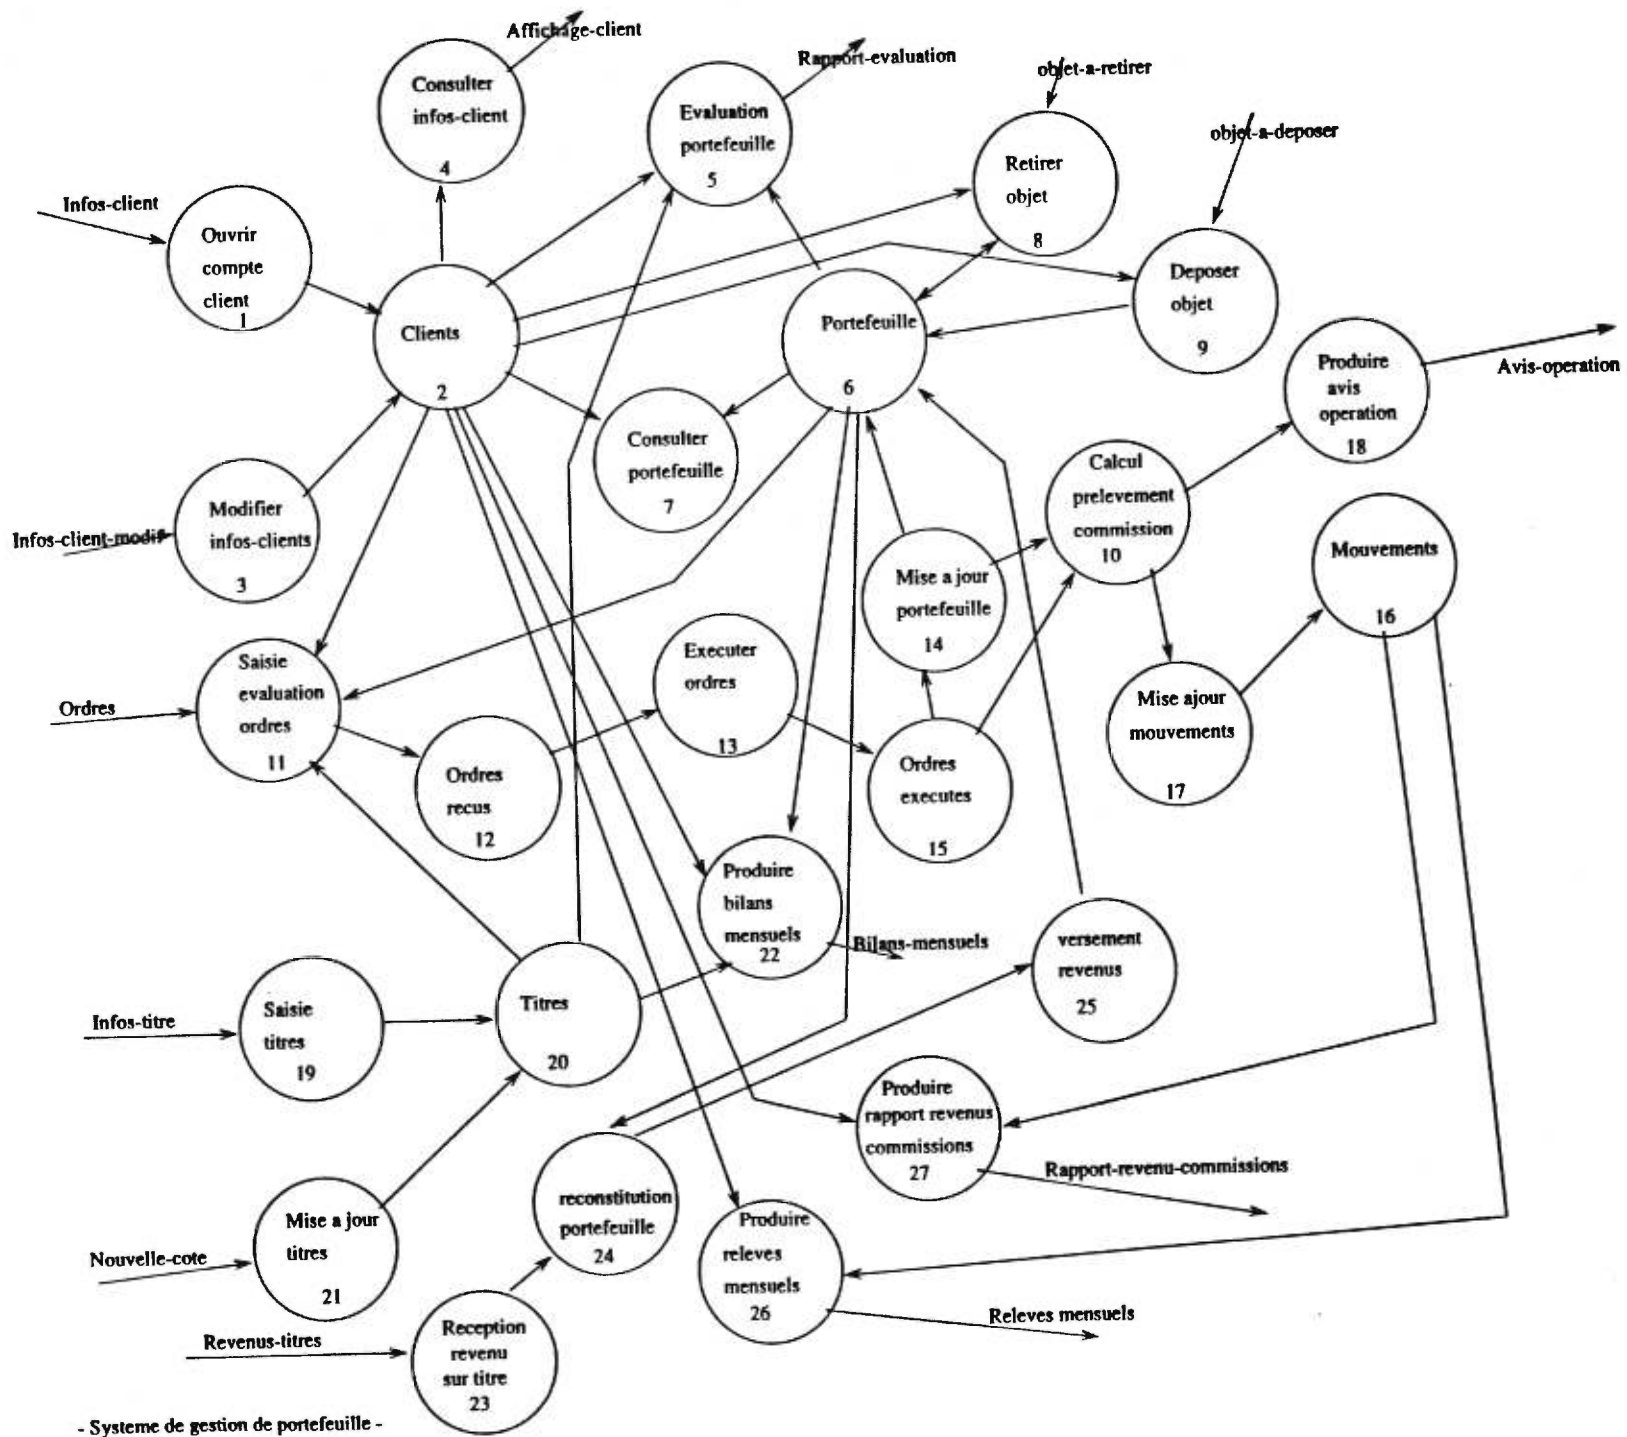 Affichage-client
Consulter
infos-client
4
Rapport-evaluation
Evaluation
portefeuille
5
objet-a-retirer
Retirer
objet
8
objet-a-deposer
Deposer
objet
9
Infos-client
Ouvrir
compte
client
1
Clients
2
Portefeuille
6
Consulter
portefeuille
7
Produire
avis
operation
18
Avis-operation
Infos-client-modif
Modifier
infos-clients
3
Calcul
prelevement
commission
10
Mouvements
16
Mise a jour
portefeuille
14
Ordres
Saisie
evaluation
ordres
11
Executer
ordres
13
Mise ajour
mouvements
17
Ordres
recus
12
Ordres
executes
15
Produire
bilans
mensuels
22
Bilans-mensuels
versement
revenus
25
Infos-titre
Saisie
titres
19
Titres
20
Produire
rapport revenus
commissions
27
Rapport-revenu-commissions
reconstitution
portefeuille
24
Nouvelle-cote
Mise a jour
titres
21
Produire
releves
mensuels
26
Releves mensuels
Revenus-titres
Reception
revenu
sur titre
23
- Systeme de gestion de portefeuille -